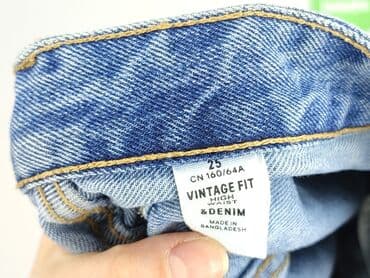 25
CN 160/64A
VINTAGE FIT
HIGH
WAIST
&DENIM
MADE IN
BANGLADESH